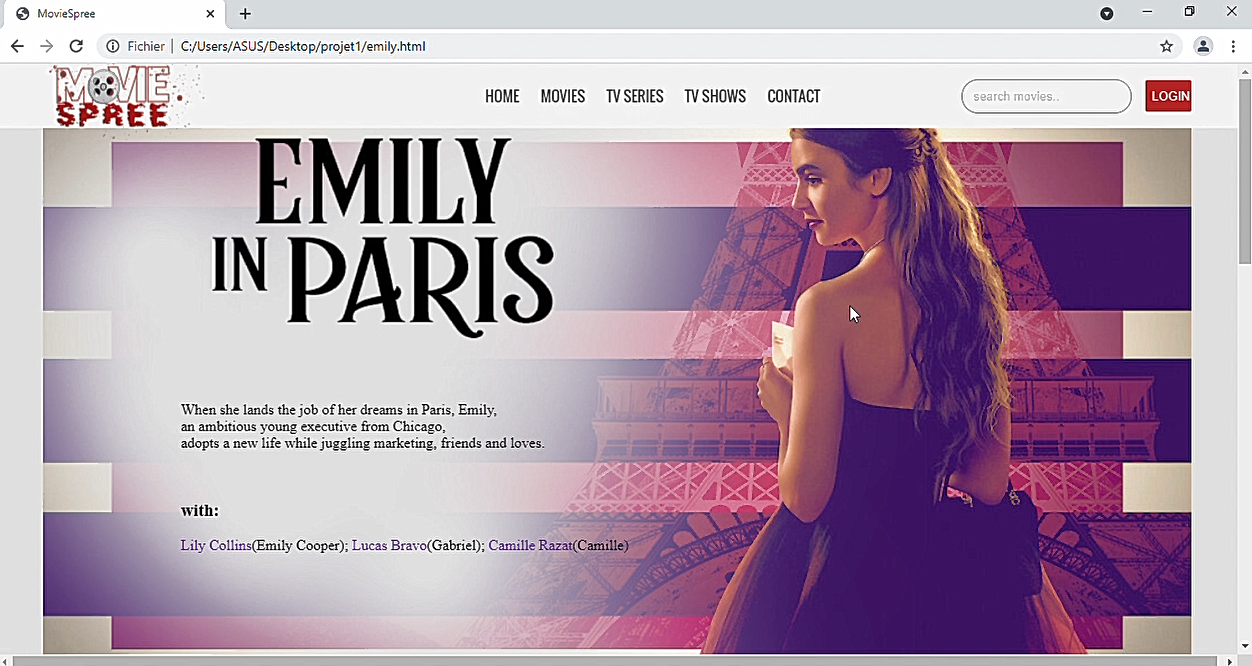 MovieSpree
Fichier C:/Users/ASUS/Desktop/projet1/emily.html
MOVIE
SPREE
HOME MOVIES TV SERIES TV SHOWS CONTACT
search movies..
LOGIN
EMILY
IN PARIS
When she lands the job of her dreams in Paris, Emily,
an ambitious young executive from Chicago,
adopts a new life while juggling marketing, friends and loves.
with:
Lily Collins(Emily Cooper); Lucas Bravo(Gabriel); Camille Razat(Camille)